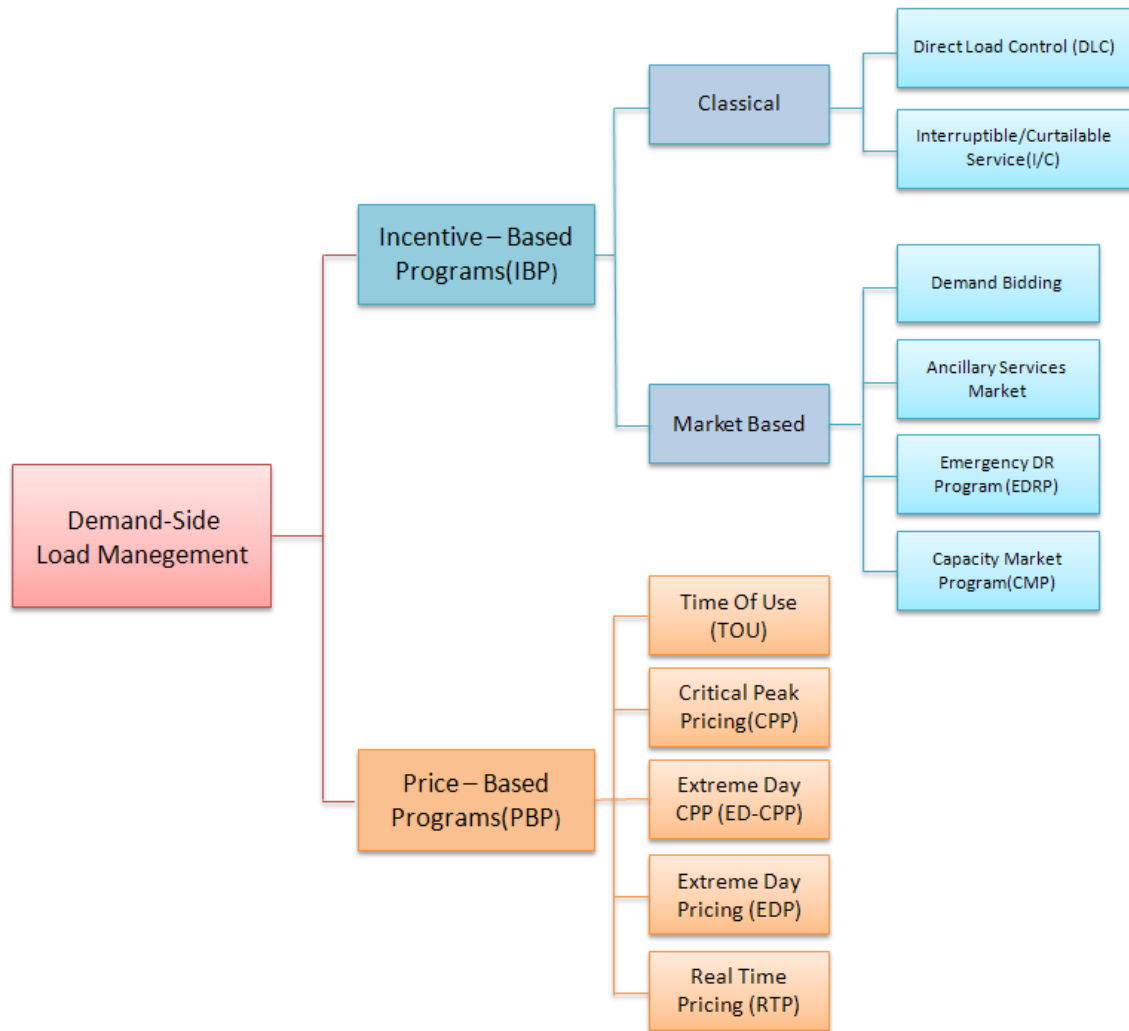 Demand-Side
Load Manegement
Incentive – Based
Programs(IBP)
Classical
Direct Load Control (DLC)
Interruptible/Curtailable
Service(I/C)
Market Based
Demand Bidding
Ancillary Services
Market
Emergency DR
Program (EDRP)
Capacity Market
Program(CMP)
Price – Based
Programs(PBP)
Time Of Use
(TOU)
Critical Peak
Pricing(CPP)
Extreme Day
CPP (ED-CPP)
Extreme Day
Pricing (EDP)
Real Time
Pricing (RTP)